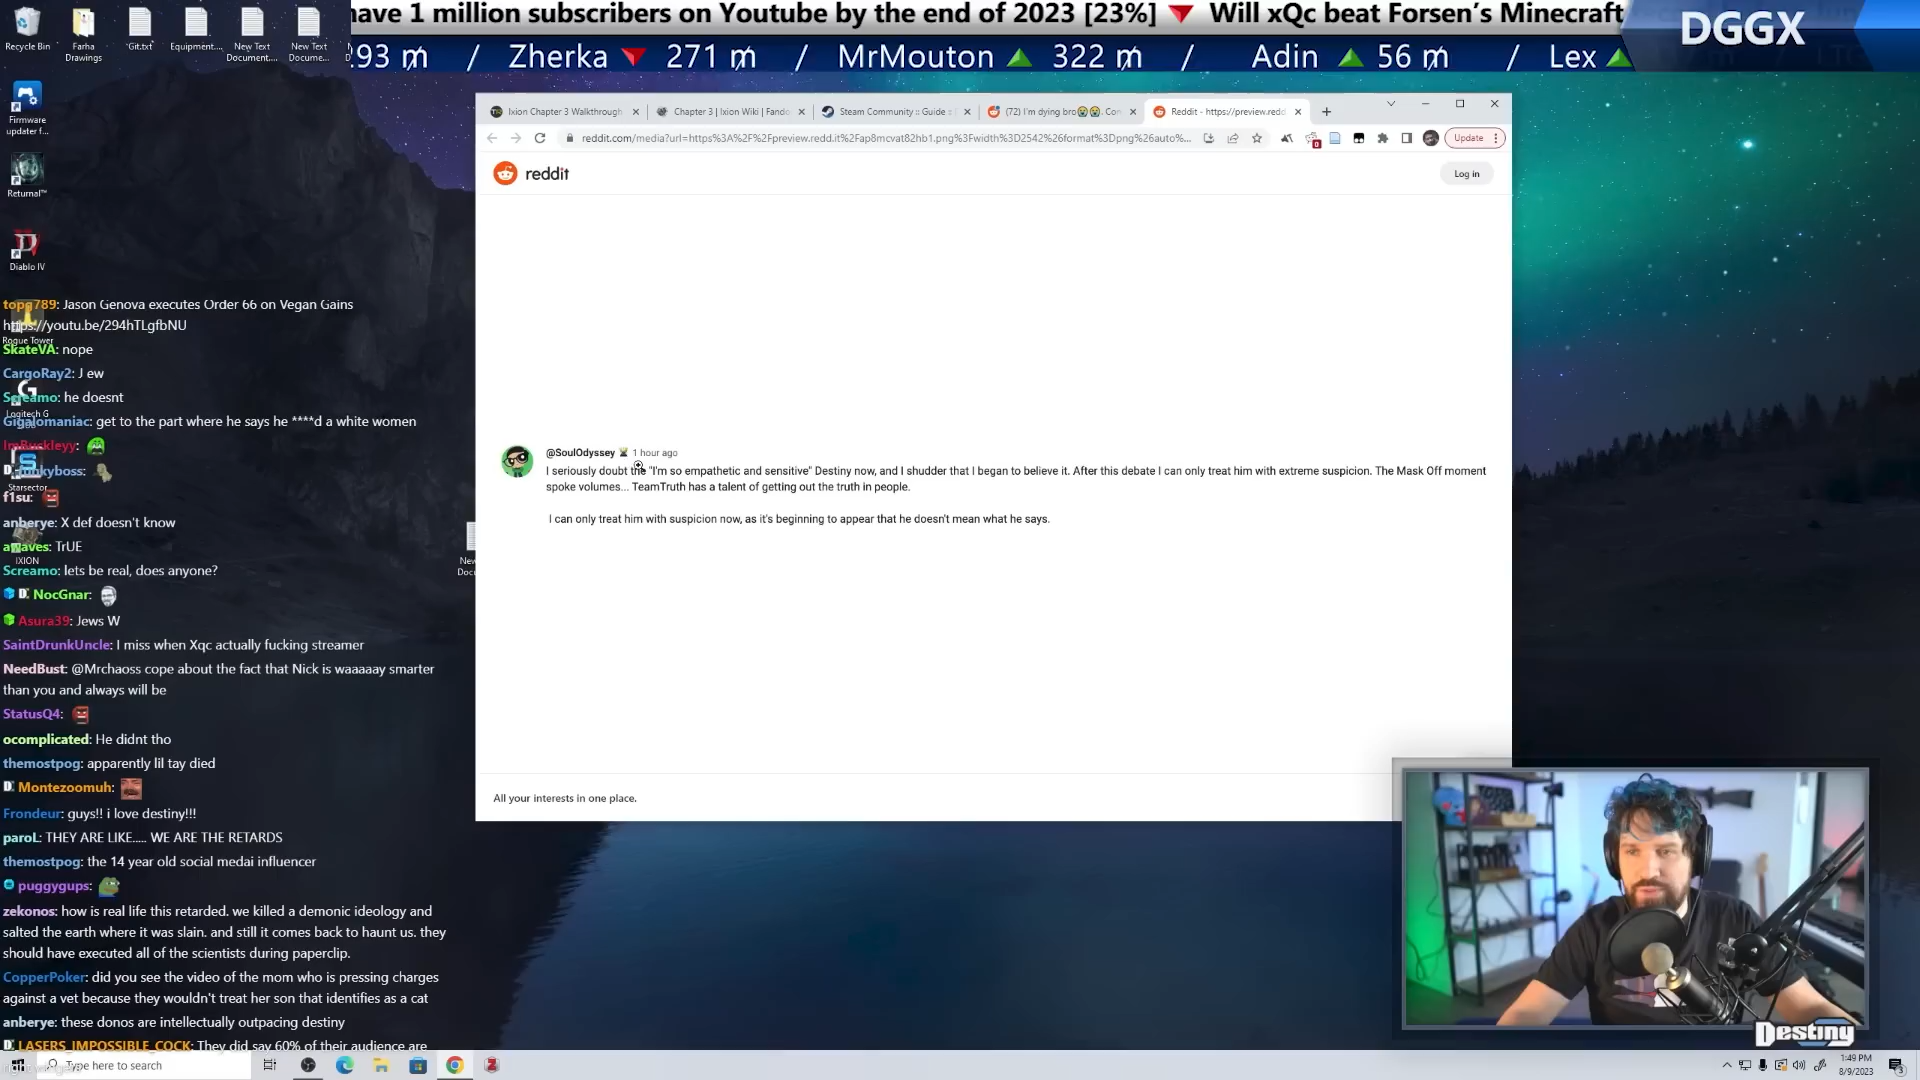 have 1 million subscribers on Youtube by the end of 2023 [23%] ▼ Will xQc beat Forsen's Minecraft
DGGX
293 ₥ / Zherka ▼ 271 ₥ / MrMouton ▲ 322 ₥ / Adin ▲ 56 ₥ / Lex ▲
Recycle Bin
Farha Drawings
'Git.txt'
Equipment....
New Text Document....
New Text Docume...
Firmware updater f...
Returnal™
Diablo IV
Rogue Tower
Logitech G
Starsector
IXION
New
Docu
Ixion Chapter 3 Walkthrough
Chapter 3 | Ixion Wiki | Fando
Steam Community :: Guide ::
(72) I'm dying bro😭😭. Con
Reddit - https://preview.redd
reddit.com/media?url=https%3A%2F%2Fpreview.redd.it%2Fap8mcvat82hb1.png%3Fwidth%3D2542%26format%3Dpng%26auto%...
Update
reddit
Log in
@SoulOdyssey 1 hour ago
I seriously doubt the "I'm so empathetic and sensitive" Destiny now, and I shudder that I began to believe it. After this debate I can only treat him with extreme suspicion. The Mask Off moment
spoke volumes... TeamTruth has a talent of getting out the truth in people.
I can only treat him with suspicion now, as it's beginning to appear that he doesn't mean what he says.
All your interests in one place.
topg789: Jason Genova executes Order 66 on Vegan Gains
https://youtu.be/294hTLgfbNU
SkateVA: nope
CargoRay2: J ew
Screamo: he doesnt
Gigalomaniac: get to the part where he says he ****d a white women
ImBuckleyy:
funkyboss:
f1su:
anberye: X def doesn't know
awaves: TrUE
Screamo: lets be real, does anyone?
NocGnar:
Asura39: Jews W
SaintDrunkUncle: I miss when Xqc actually fucking streamer
NeedBust: @Mrchaoss cope about the fact that Nick is waaaaay smarter
than you and always will be
StatusQ4:
ocomplicated: He didnt tho
themostpog: apparently lil tay died
Montezoomuh:
Frondeur: guys!! i love destiny!!!
paroL: THEY ARE LIKE..... WE ARE THE RETARDS
themostpog: the 14 year old social medai influencer
puggygups:
zekonos: how is real life this retarded. we killed a demonic ideology and
salted the earth where it was slain. and still it comes back to haunt us. they
should have executed all of the scientists during paperclip.
CopperPoker: did you see the video of the mom who is pressing charges
against a vet because they wouldn't treat her son that identifies as a cat
anberye: these donos are intellectually outpacing destiny
LASERS_IMPOSSIBLE_COCK: They did say 60% of their audience are
Destiny
Type here to search
1:49 PM
8/9/2023